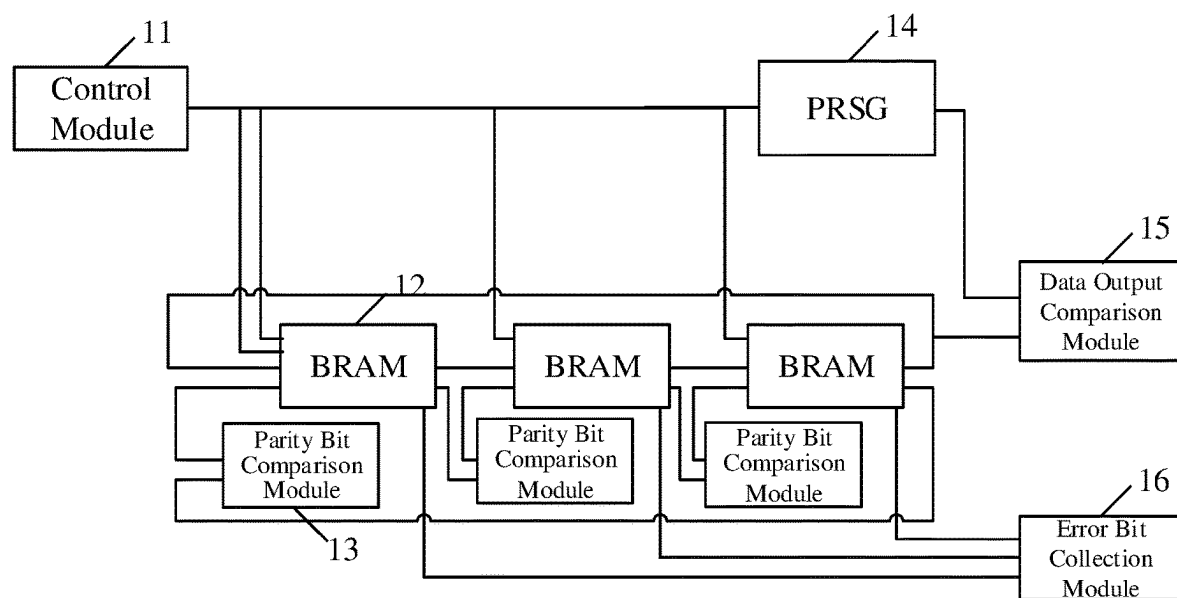 11
Control
Module
14
PRSG
15
Data Output
Comparison
Module
12
BRAM
BRAM
BRAM
Parity Bit
Comparison
Module
13
Parity Bit
Comparison
Module
Parity Bit
Comparison
Module
16
Error Bit
Collection
Module